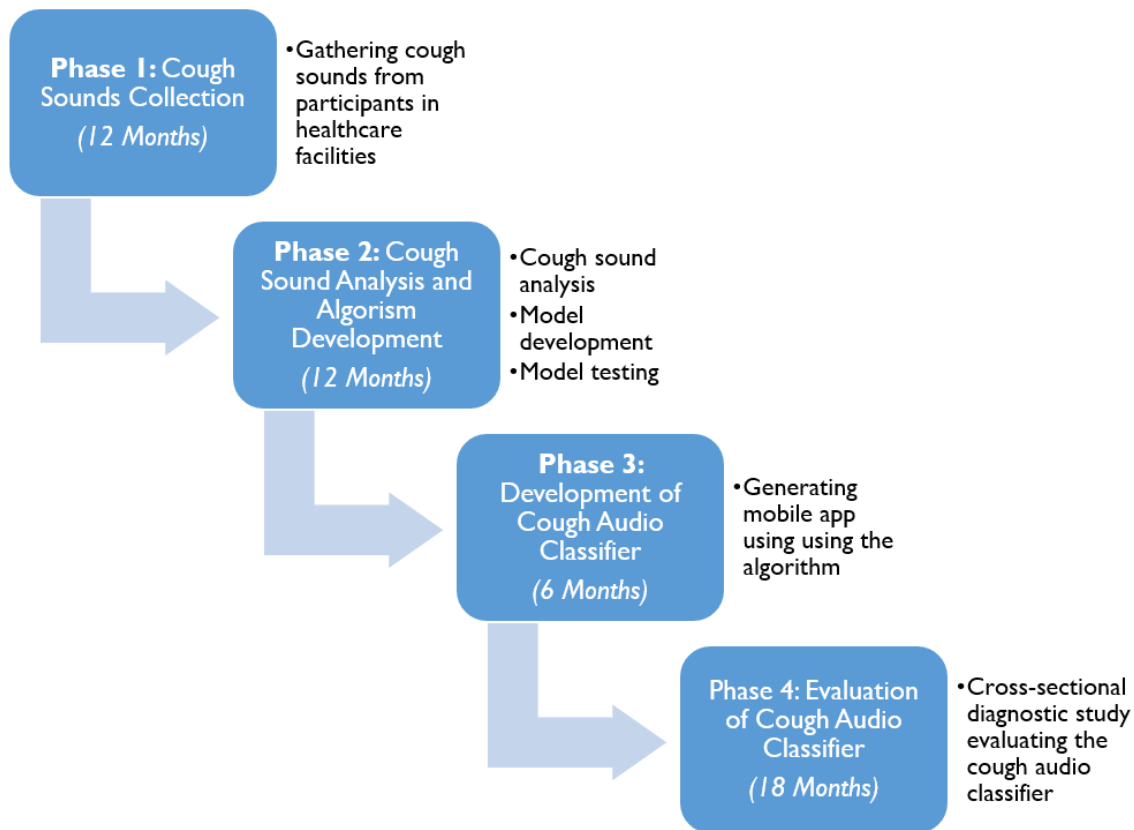 Phase 1: Cough
Sounds Collection
(12 Months)
•Gathering cough
sounds from
participants in
healthcare
facilities
Phase 2: Cough
Sound Analysis and
Algorism
Development
(12 Months)
•Cough sound
analysis
•Model
development
•Model testing
Phase 3:
Development of
Cough Audio
Classifier
(6 Months)
•Generating
mobile app
using using the
algorithm
Phase 4: Evaluation
of Cough Audio
Classifier
(18 Months)
•Cross-sectional
diagnostic study
evaluating the
cough audio
classifier